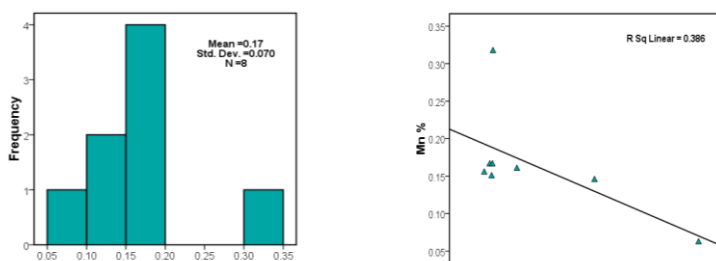 Mean =0.17
Std. Dev. =0.070
N =8
Frequency
4
3
2
1
0
0.05 0.10 0.15 0.20 0.25 0.30 0.35
R Sq Linear = 0.386
Mn %
0.35
0.30
0.25
0.20
0.15
0.10
0.05